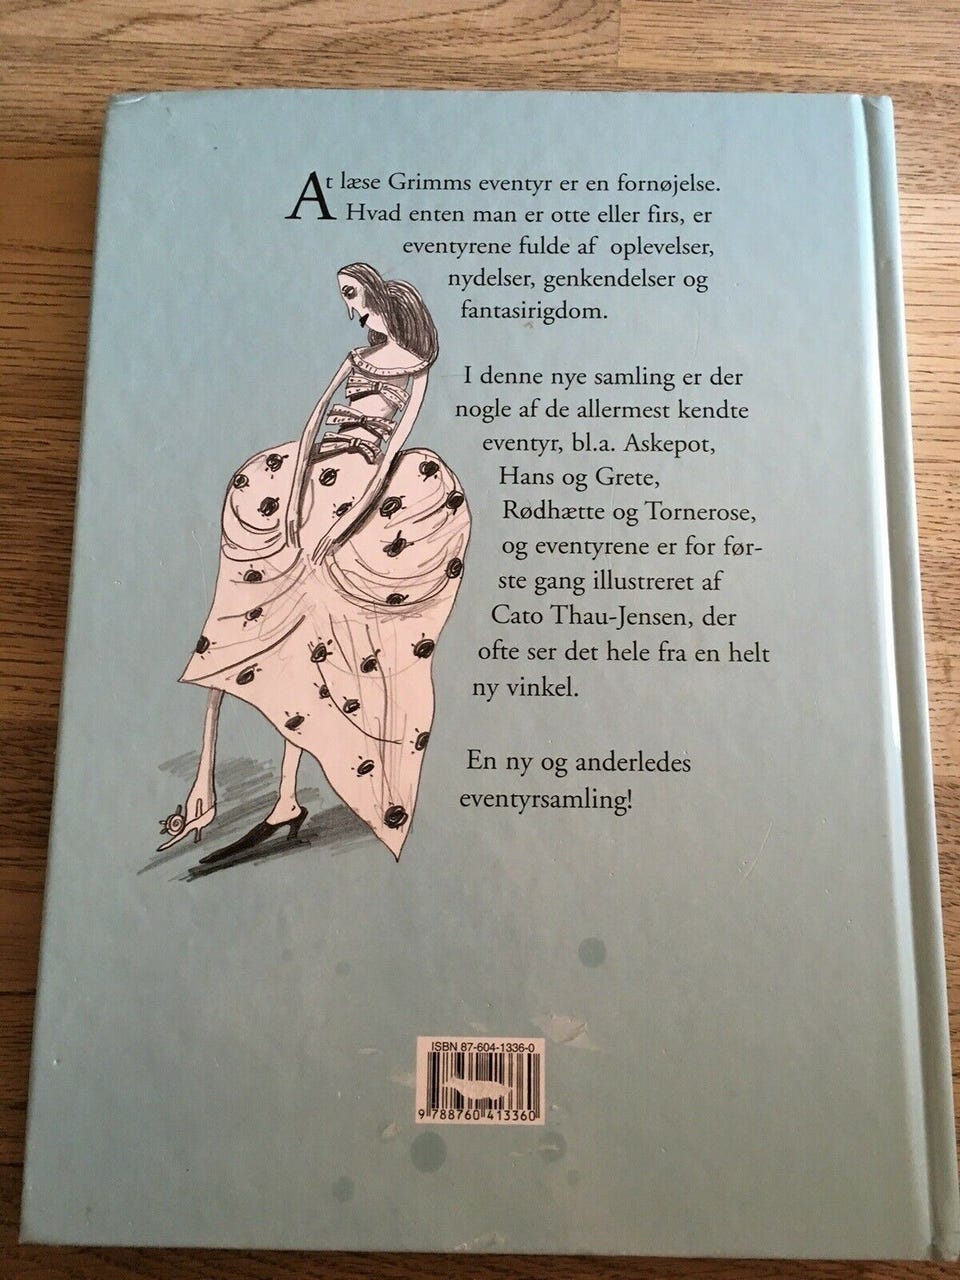 At læse Grimms eventyr er en fornøjelse.
Hvad enten man er otte eller firs, er
eventyrene fulde af oplevelser,
nydelser, genkendelser og
fantasirigdom.
I denne nye samling er der
nogle af de allermest kendte
eventyr, bl.a. Askepot,
Hans og Grete,
Rødhætte og Tornerose,
og eventyrene er for før-
ste gang illustreret af
Cato Thau-Jensen, der
ofte ser det hele fra en helt
ny vinkel.
En ny og anderledes
eventyrsamling!
ISBN 87-604-1336-0
9 788760 413360